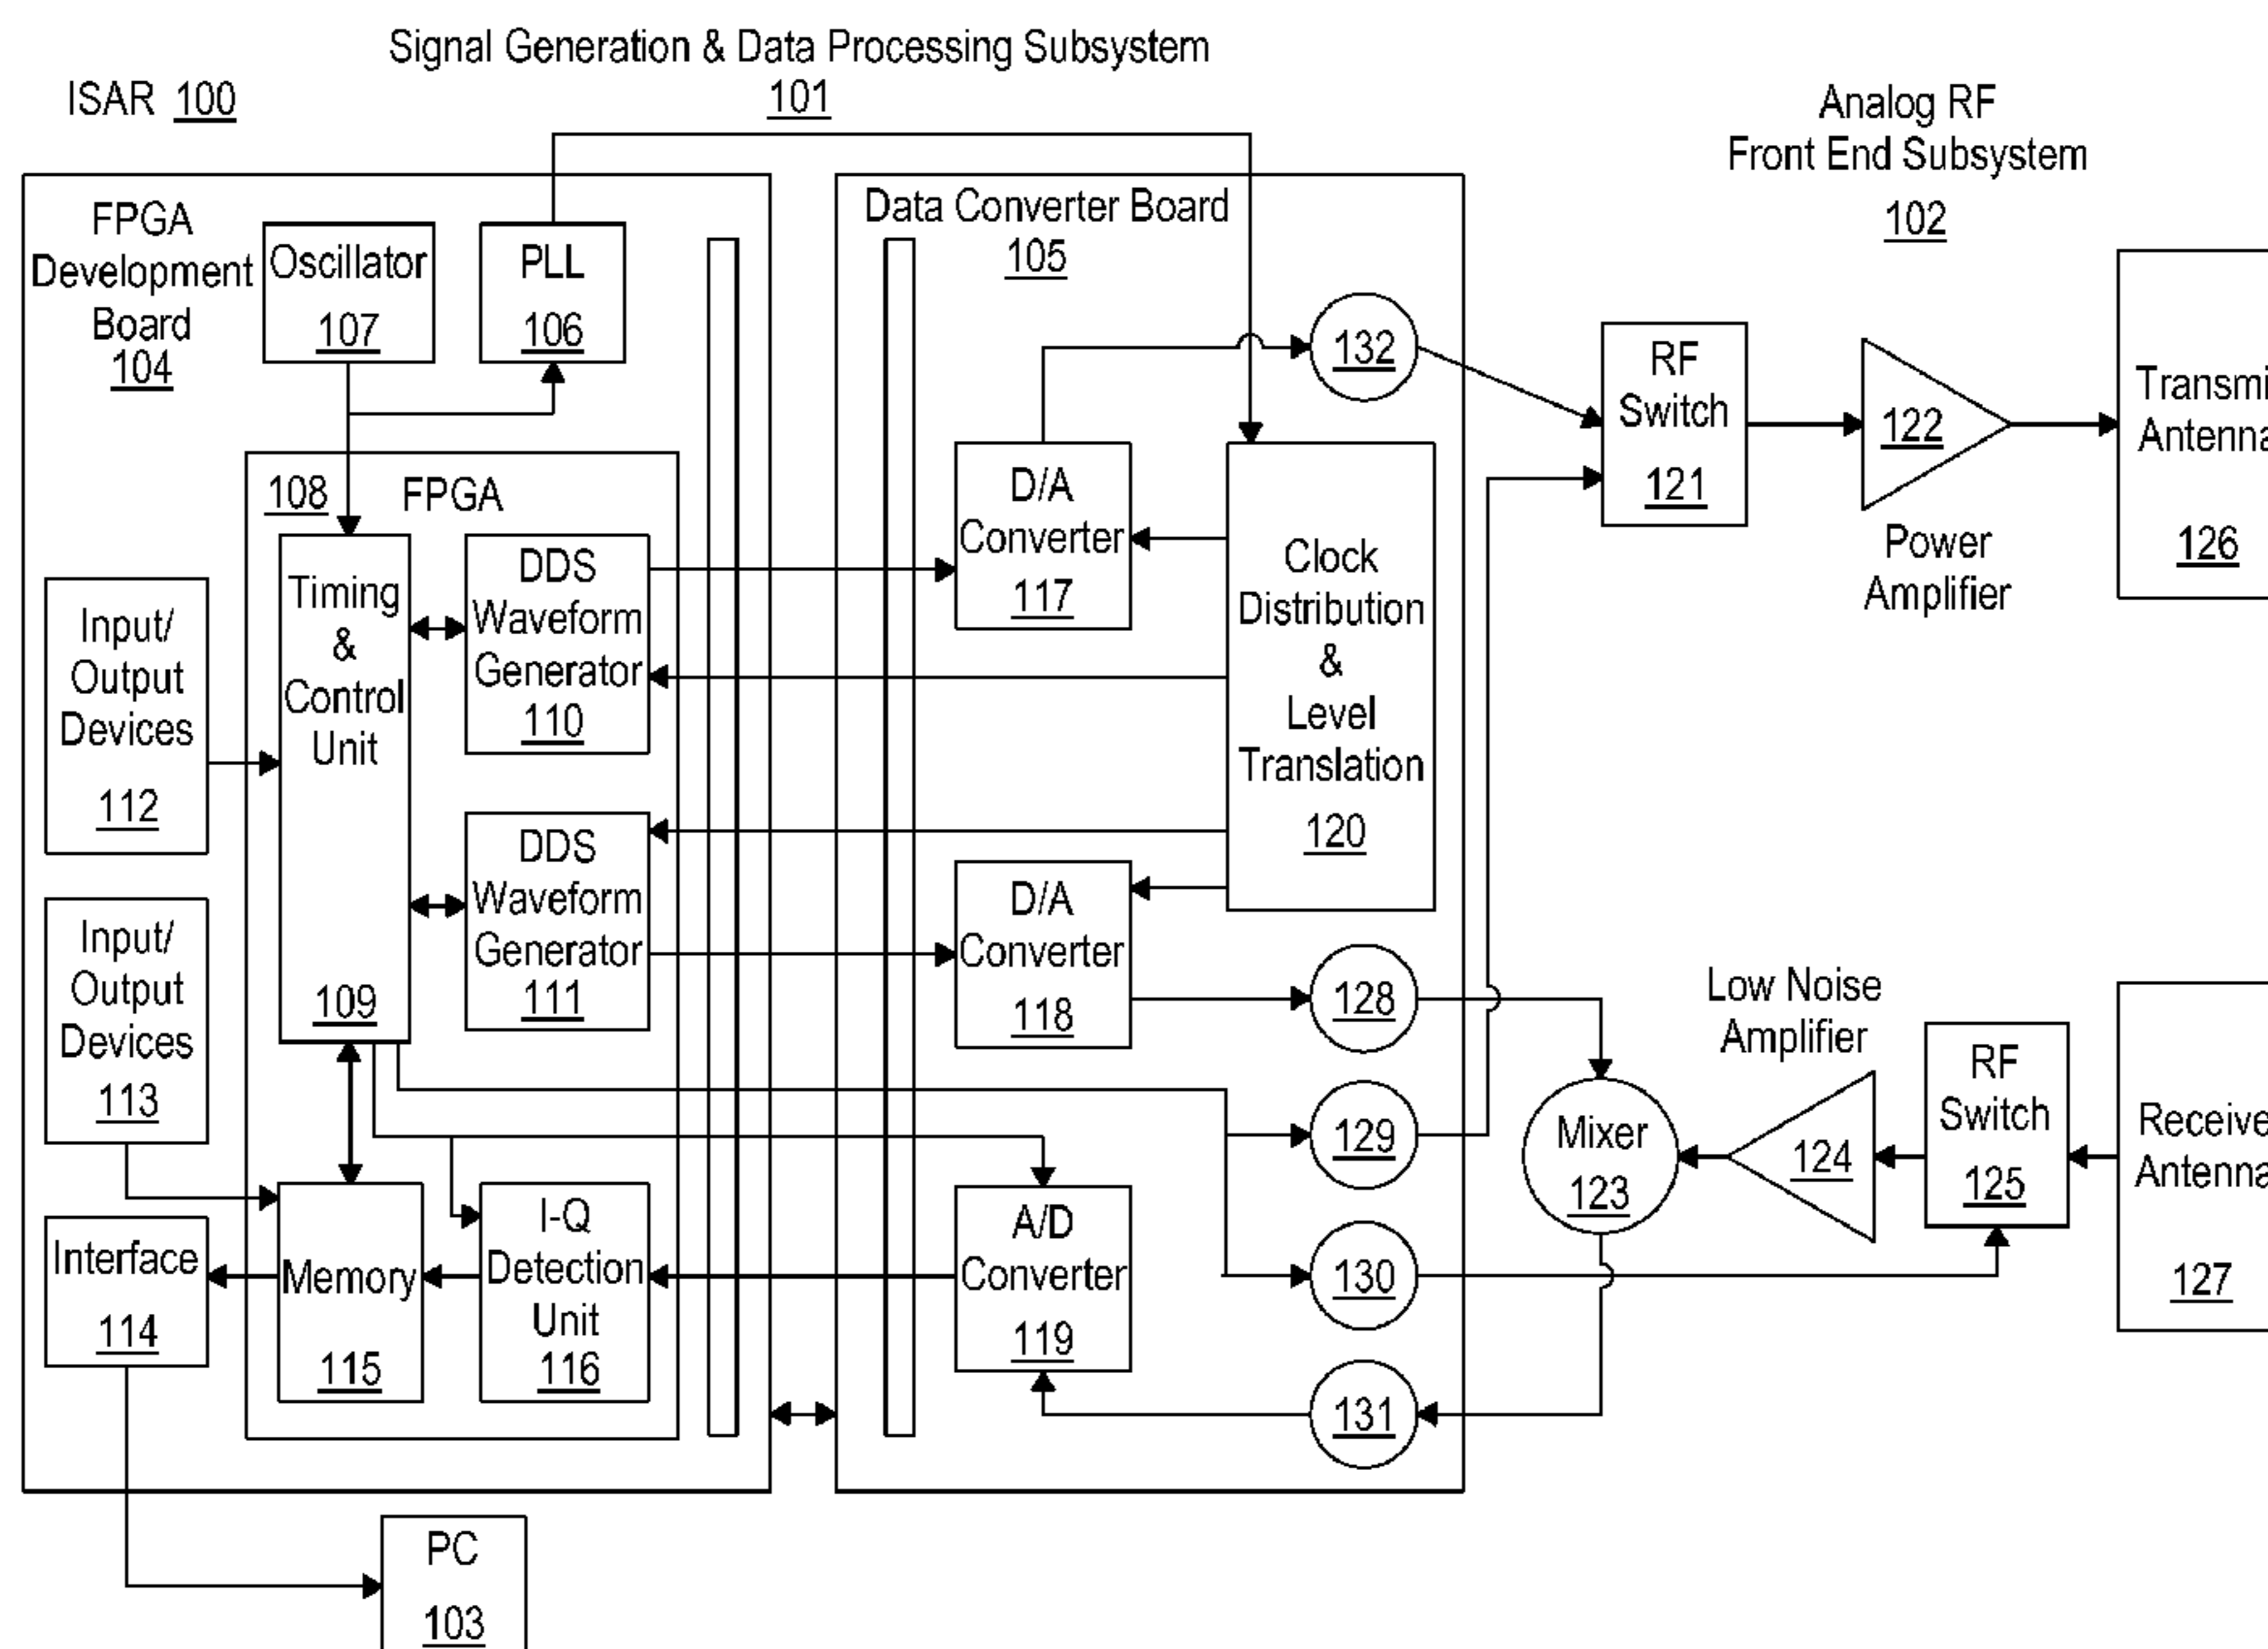 Signal Generation & Data Processing Subsystem
101
ISAR 100
Analog RF
Front End Subsystem
102
FPGA
Development
Board
104
Oscillator
107
PLL
106
Data Converter Board
105
132
RF
Switch
121
122
Power
Amplifier
126
108
FPGA
Timing
&
Control
Unit
109
DDS
Waveform
Generator
110
D/A
Converter
117
Clock
Distribution
&
Level
Translation
120
Input/
Output
Devices
112
DDS
Waveform
Generator
111
D/A
Converter
118
128
Input/
Output
Devices
113
129
Low Noise
Amplifier
Mixer
123
124
RF
Switch
125
127
Interface
114
Memory
115
I-Q
Detection
Unit
116
A/D
Converter
119
130
131
PC
103